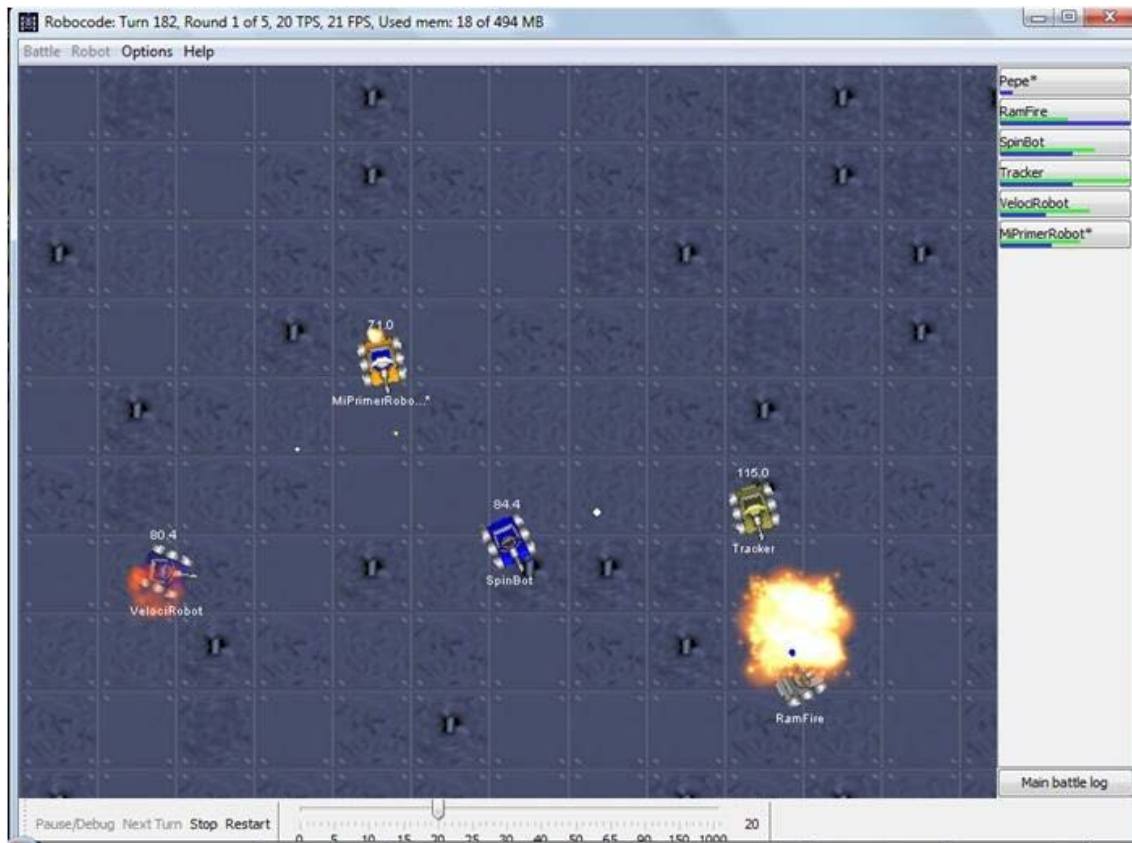 Robocode: Turn 182, Round 1 of 5, 20 TPS, 21 FPS, Used mem: 18 of 494 MB
Battle Robot Options Help
Pepe*
RamFire
SpinBot
Tracker
VelociRobot
MiPrimerRobot*
71.0
MiPrimerRobo...*
115.0
84.4
Tracker
80.4
SpinBot
VelociRobot
RamFire
Main battle log
Pause/Debug Next Turn Stop Restart
20
0 5 10 15 20 25 30 40 50 65 90 150 1000